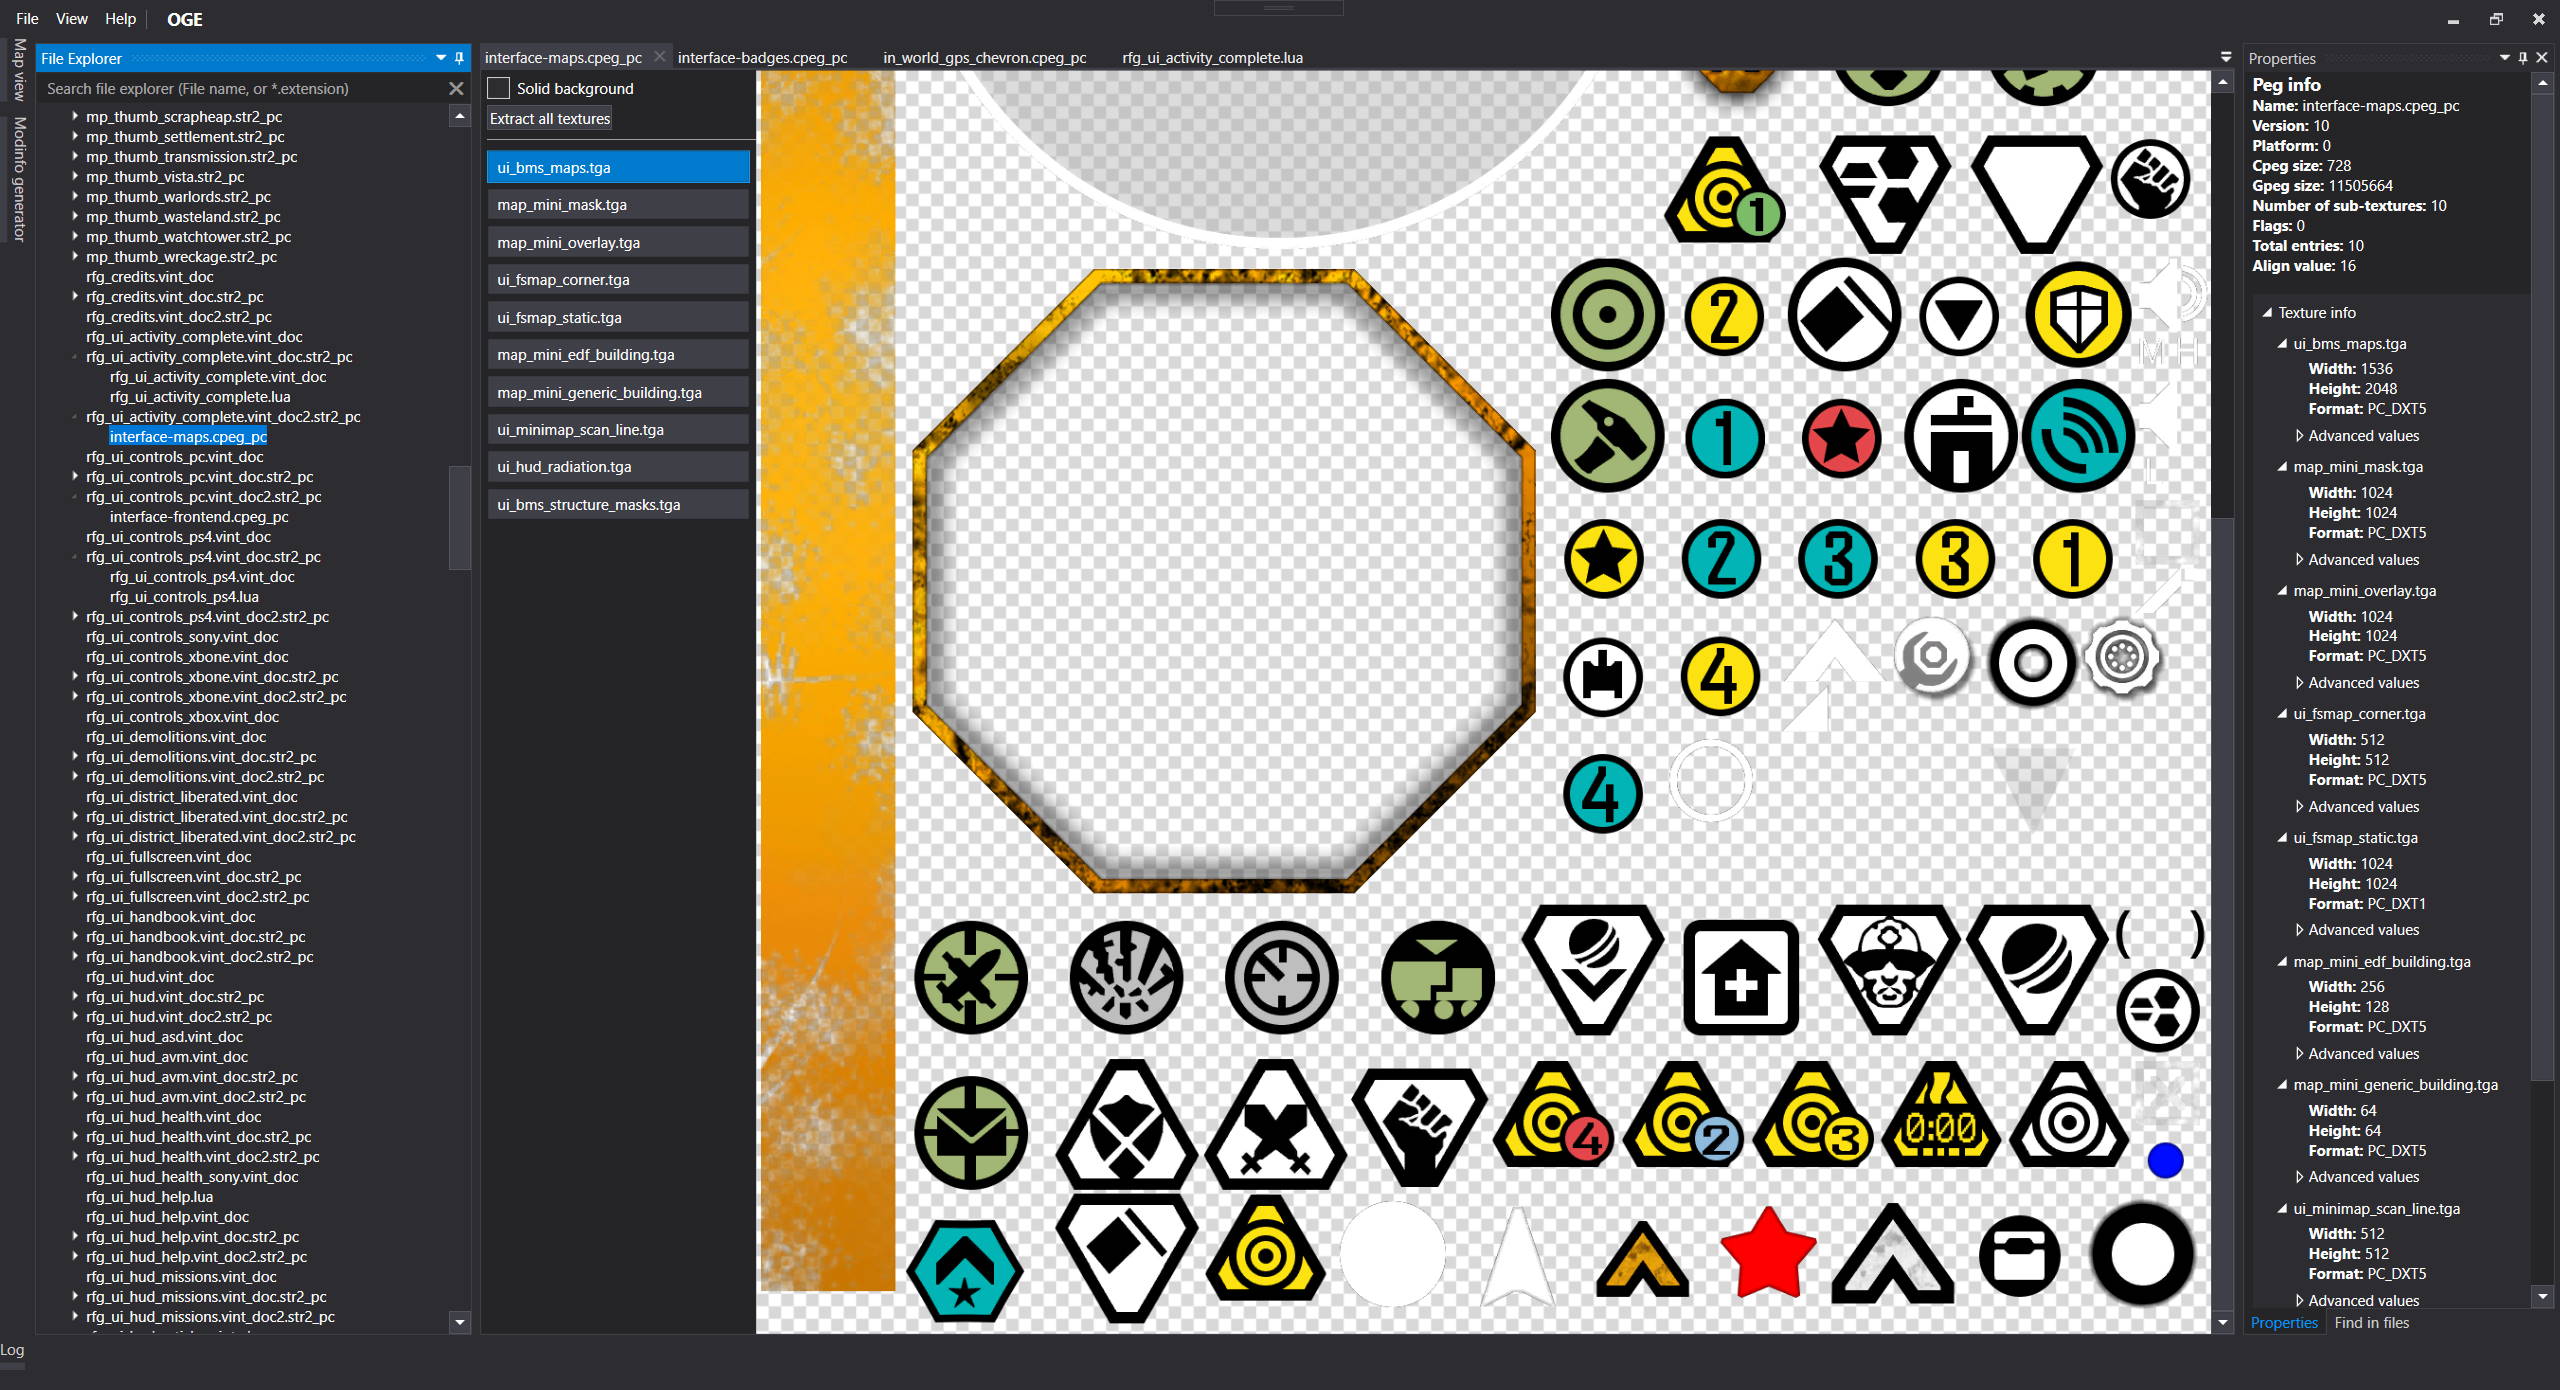 File View Help OGE
Map view
Modinfo generator
File Explorer
Search file explorer (File name, or *.extension)
mp_thumb_scrapheap.str2_pc
mp_thumb_settlement.str2_pc
mp_thumb_transmission.str2_pc
mp_thumb_vista.str2_pc
mp_thumb_warlords.str2_pc
mp_thumb_wasteland.str2_pc
mp_thumb_watchtower.str2_pc
mp_thumb_wreckage.str2_pc
rfg_credits.vint_doc
rfg_credits.vint_doc.str2_pc
rfg_credits.vint_doc2.str2_pc
rfg_ui_activity_complete.vint_doc
rfg_ui_activity_complete.vint_doc.str2_pc
rfg_ui_activity_complete.vint_doc
rfg_ui_activity_complete.lua
rfg_ui_activity_complete.vint_doc2.str2_pc
interface-maps.cpeg_pc
rfg_ui_controls_pc.vint_doc
rfg_ui_controls_pc.vint_doc.str2_pc
rfg_ui_controls_pc.vint_doc2.str2_pc
interface-frontend.cpeg_pc
rfg_ui_controls_ps4.vint_doc
rfg_ui_controls_ps4.vint_doc.str2_pc
rfg_ui_controls_ps4.vint_doc
rfg_ui_controls_ps4.lua
rfg_ui_controls_ps4.vint_doc2.str2_pc
rfg_ui_controls_sony.vint_doc
rfg_ui_controls_xbone.vint_doc
rfg_ui_controls_xbone.vint_doc.str2_pc
rfg_ui_controls_xbone.vint_doc2.str2_pc
rfg_ui_controls_xbox.vint_doc
rfg_ui_demolitions.vint_doc
rfg_ui_demolitions.vint_doc.str2_pc
rfg_ui_demolitions.vint_doc2.str2_pc
rfg_ui_district_liberated.vint_doc
rfg_ui_district_liberated.vint_doc.str2_pc
rfg_ui_district_liberated.vint_doc2.str2_pc
rfg_ui_fullscreen.vint_doc
rfg_ui_fullscreen.vint_doc.str2_pc
rfg_ui_fullscreen.vint_doc2.str2_pc
rfg_ui_handbook.vint_doc
rfg_ui_handbook.vint_doc.str2_pc
rfg_ui_handbook.vint_doc2.str2_pc
rfg_ui_hud.vint_doc
rfg_ui_hud.vint_doc.str2_pc
rfg_ui_hud.vint_doc2.str2_pc
rfg_ui_hud_asd.vint_doc
rfg_ui_hud_avm.vint_doc
rfg_ui_hud_avm.vint_doc.str2_pc
rfg_ui_hud_avm.vint_doc2.str2_pc
rfg_ui_hud_health.vint_doc
rfg_ui_hud_health.vint_doc.str2_pc
rfg_ui_hud_health.vint_doc2.str2_pc
rfg_ui_hud_health_sony.vint_doc
rfg_ui_hud_help.lua
rfg_ui_hud_help.vint_doc
rfg_ui_hud_help.vint_doc.str2_pc
rfg_ui_hud_help.vint_doc2.str2_pc
rfg_ui_hud_missions.vint_doc
rfg_ui_hud_missions.vint_doc.str2_pc
rfg_ui_hud_missions.vint_doc2.str2_pc
Log
interface-maps.cpeg_pc interface-badges.cpeg_pc in_world_gps_chevron.cpeg_pc rfg_ui_activity_complete.lua
Solid background
Extract all textures
ui_bms_maps.tga
map_mini_mask.tga
map_mini_overlay.tga
ui_fsmap_corner.tga
ui_fsmap_static.tga
map_mini_edf_building.tga
map_mini_generic_building.tga
ui_minimap_scan_line.tga
ui_hud_radiation.tga
ui_bms_structure_masks.tga
1
2
M H
1
L
2 3 3 1
4
4
( )
4 2 3 0:00
Properties
Peg info
Name: interface-maps.cpeg_pc
Version: 10
Platform: 0
Cpeg size: 728
Gpeg size: 11505664
Number of sub-textures: 10
Flags: 0
Total entries: 10
Align value: 16
Texture info
ui_bms_maps.tga
Width: 1536
Height: 2048
Format: PC_DXT5
Advanced values
map_mini_mask.tga
Width: 1024
Height: 1024
Format: PC_DXT5
Advanced values
map_mini_overlay.tga
Width: 1024
Height: 1024
Format: PC_DXT5
Advanced values
ui_fsmap_corner.tga
Width: 512
Height: 512
Format: PC_DXT5
Advanced values
ui_fsmap_static.tga
Width: 1024
Height: 1024
Format: PC_DXT1
Advanced values
map_mini_edf_building.tga
Width: 256
Height: 128
Format: PC_DXT5
Advanced values
map_mini_generic_building.tga
Width: 64
Height: 64
Format: PC_DXT5
Advanced values
ui_minimap_scan_line.tga
Width: 512
Height: 512
Format: PC_DXT5
Advanced values
Properties Find in files